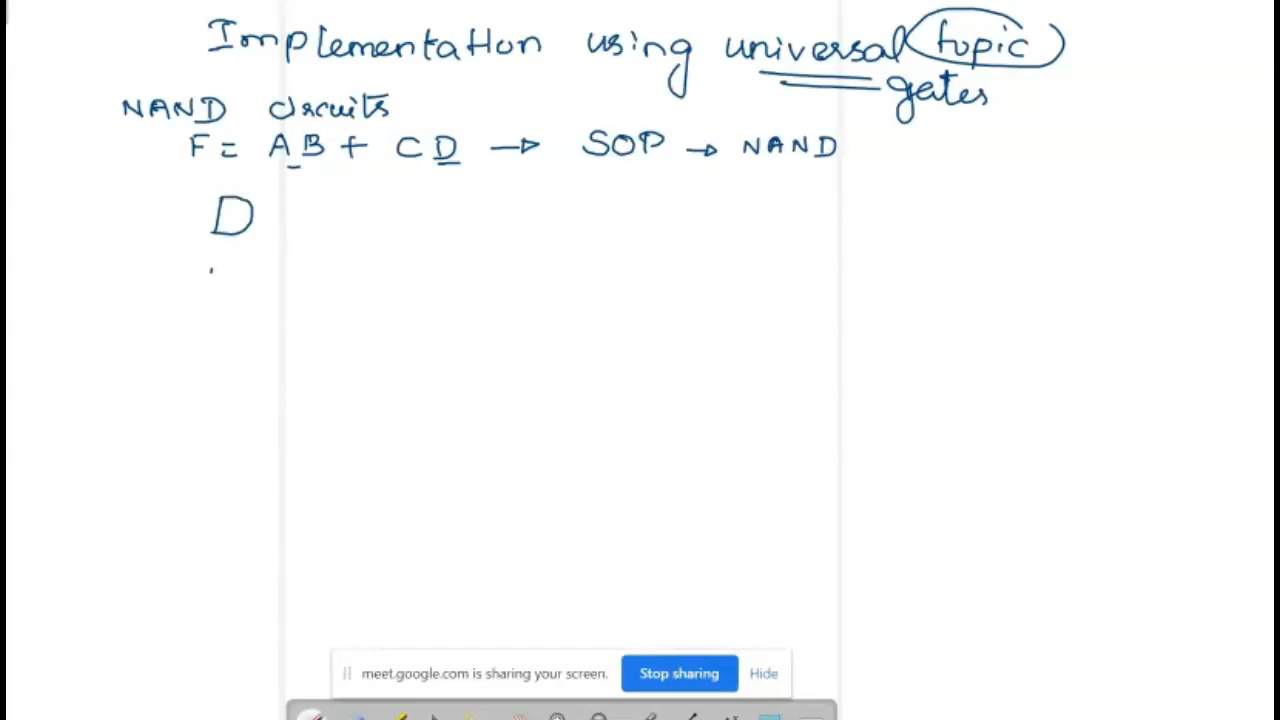 Implementation using universal (topic)
gates
NAND circuits
F = AB + CD → SOP → NAND
D
meet.google.com is sharing your screen. Stop sharing Hide